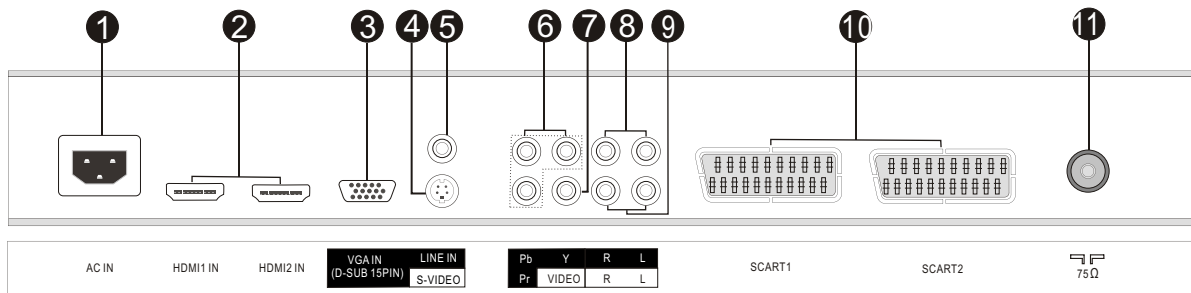 1 2 3 4 5 6 7 8 9 10 11
AC IN HDMI1 IN HDMI2 IN
VGA IN
(D-SUB 15PIN)
LINE IN
S-VIDEO
Pb Y R L
Pr VIDEO R L
SCART1 SCART2
75Ω